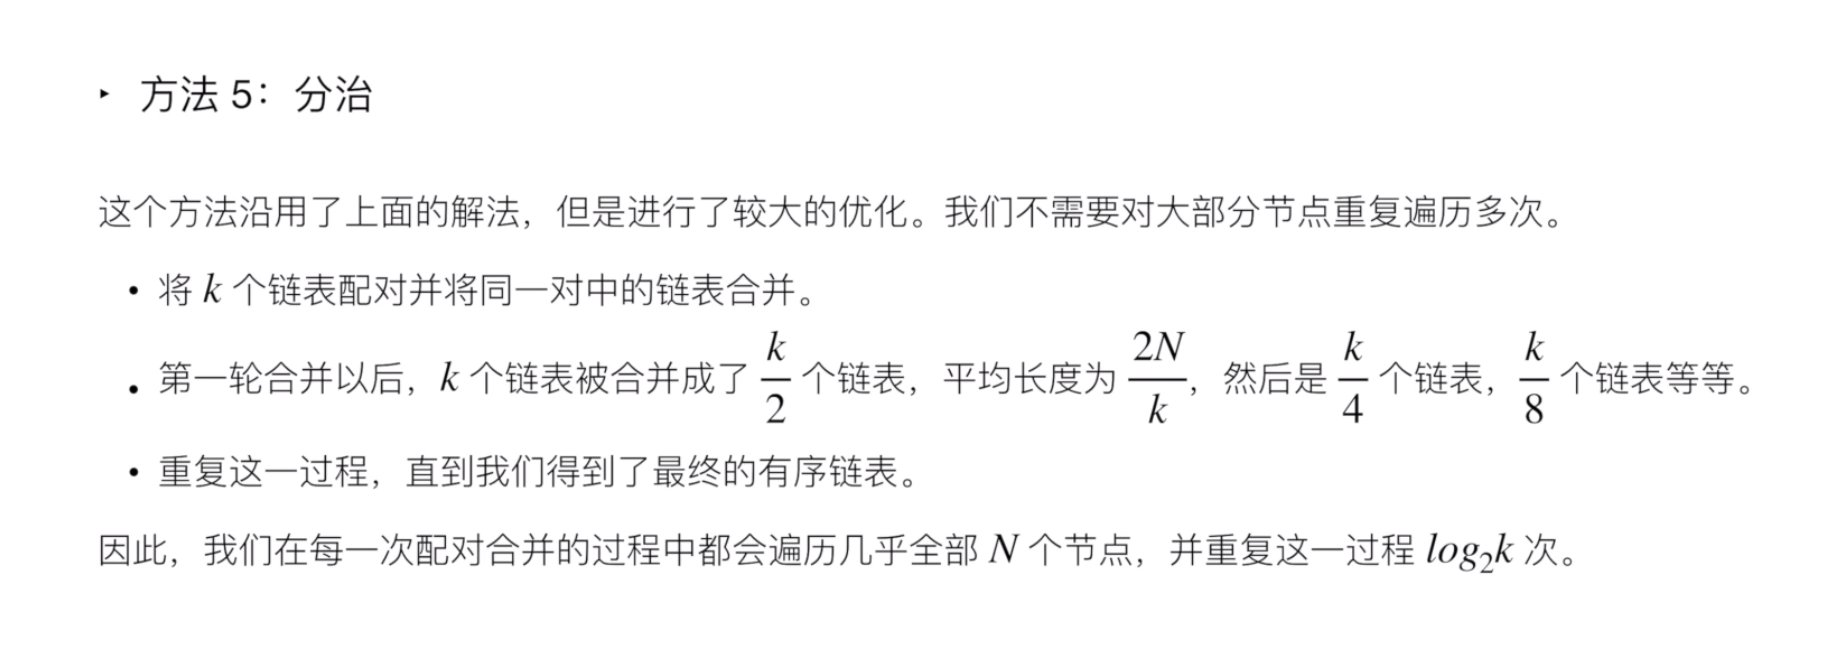 ‣ 方法 5：分治
这个方法沿用了上面的解法，但是进行了较大的优化。我们不需要对大部分节点重复遍历多次。
• 将 k 个链表配对并将同一对中的链表合并。
• 第一轮合并以后，k 个链表被合并成了 k/2 个链表，平均长度为 2N/k，然后是 k/4 个链表，k/8 个链表等等。
• 重复这一过程，直到我们得到了最终的有序链表。
因此，我们在每一次配对合并的过程中都会遍历几乎全部 N 个节点，并重复这一过程 log₂k 次。